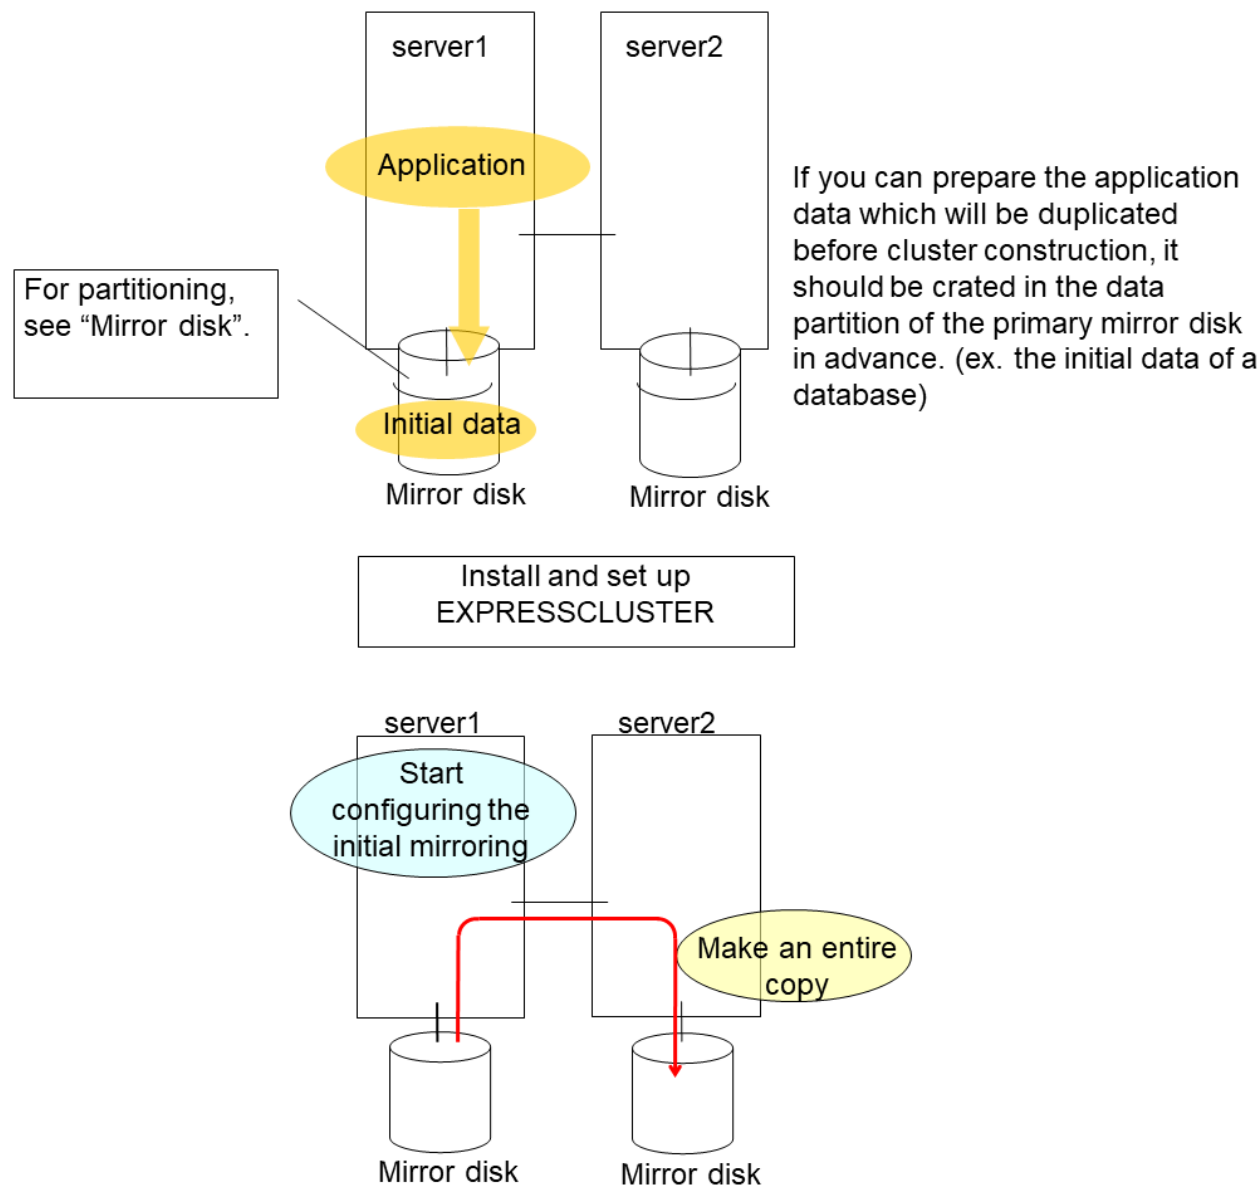 server1
server2
Application
If you can prepare the application
data which will be duplicated
before cluster construction, it
should be crated in the data
partition of the primary mirror disk
in advance. (ex. the initial data of a
database)
For partitioning,
see “Mirror disk”.
Initial data
Mirror disk
Mirror disk
Install and set up
EXPRESSCLUSTER
server1
server2
Start
configuring the
initial mirroring
Make an entire
copy
Mirror disk
Mirror disk